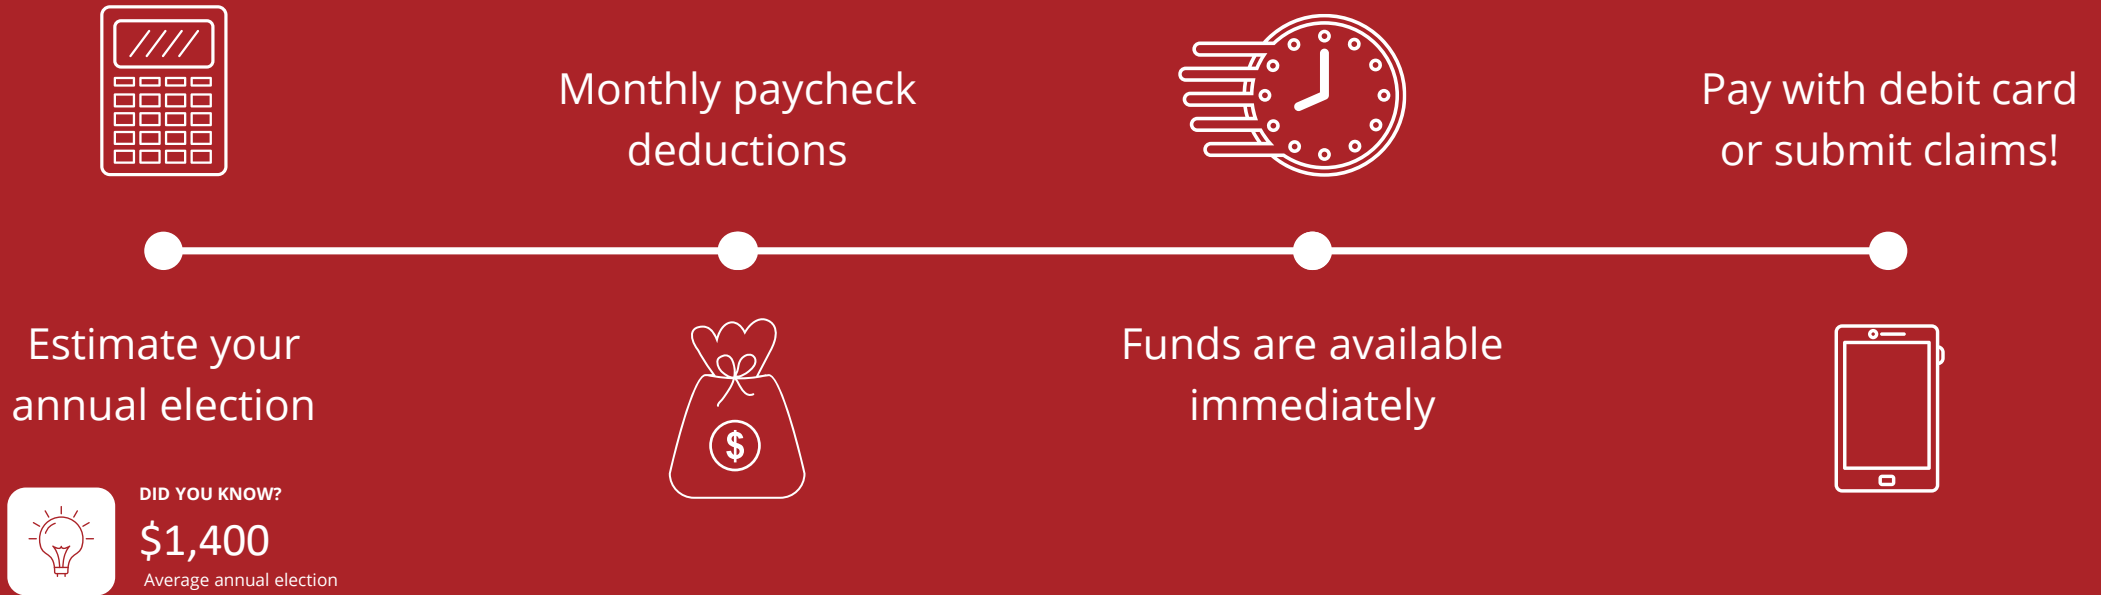 Estimate your
annual election
DID YOU KNOW?
$1,400
Average annual election
Monthly paycheck
deductions
$
Funds are available
immediately
Pay with debit card
or submit claims!